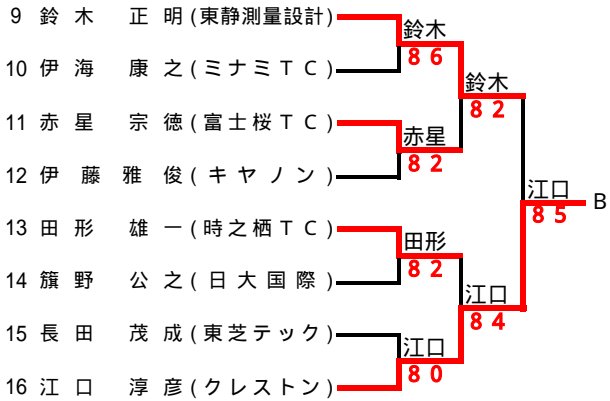 9 鈴 木 正 明 (東静測量設計)
鈴木
8 6
10 伊 海 康 之 (ミナミＴＣ)
鈴木
8 2
11 赤 星 宗 徳 (富士桜ＴＣ)
赤星
8 2
12 伊 藤 雅 俊 (キヤノン)
江口
8 5
B
13 田 形 雄 一 (時之栖ＴＣ)
田形
8 2
14 籏 野 公 之 (日大国際)
江口
8 4
15 長 田 茂 成 (東芝テック)
江口
8 0
16 江 口 淳 彦 (クレストン)